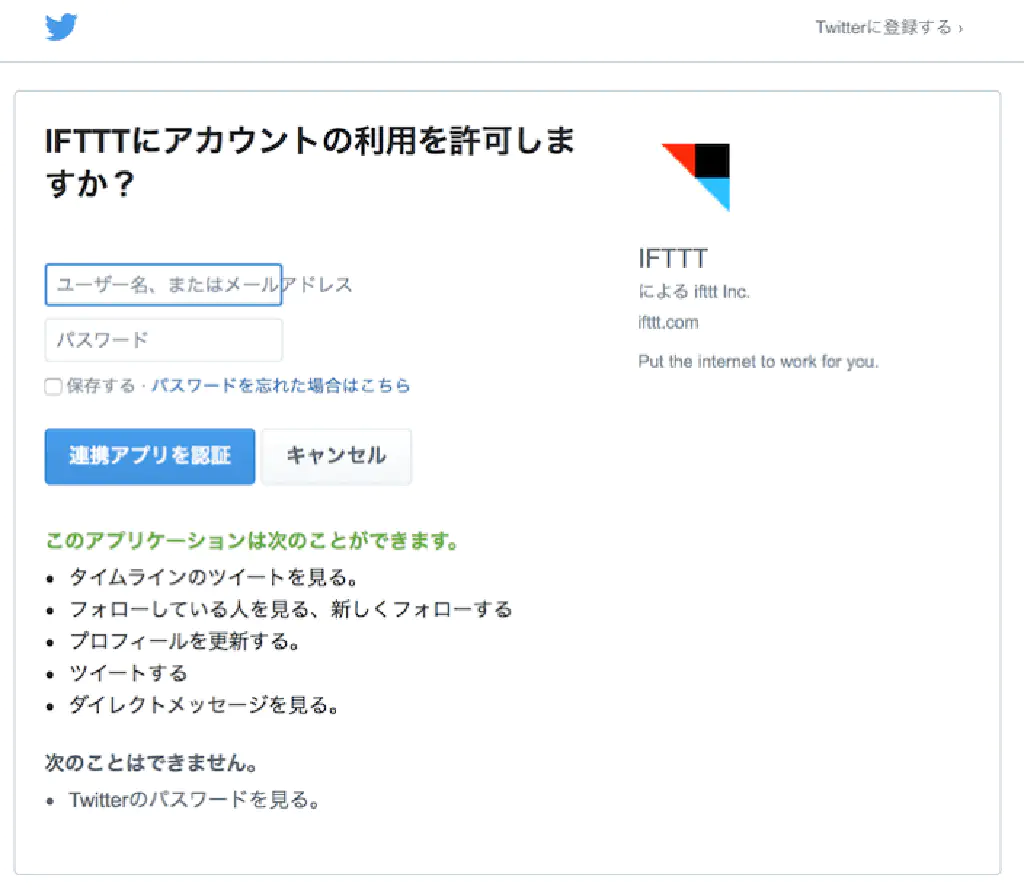 Twitterに登録する ›
IFTTTにアカウントの利用を許可しま
すか？
ユーザー名、またはメールアドレス
パスワード
保存する · パスワードを忘れた場合はこちら
連携アプリを認証 キャンセル
IFTTT
による ifttt Inc.
ifttt.com
Put the internet to work for you.
このアプリケーションは次のことができます。
• タイムラインのツイートを見る。
• フォローしている人を見る、新しくフォローする
• プロフィールを更新する。
• ツイートする
• ダイレクトメッセージを見る。
次のことはできません。
• Twitterのパスワードを見る。